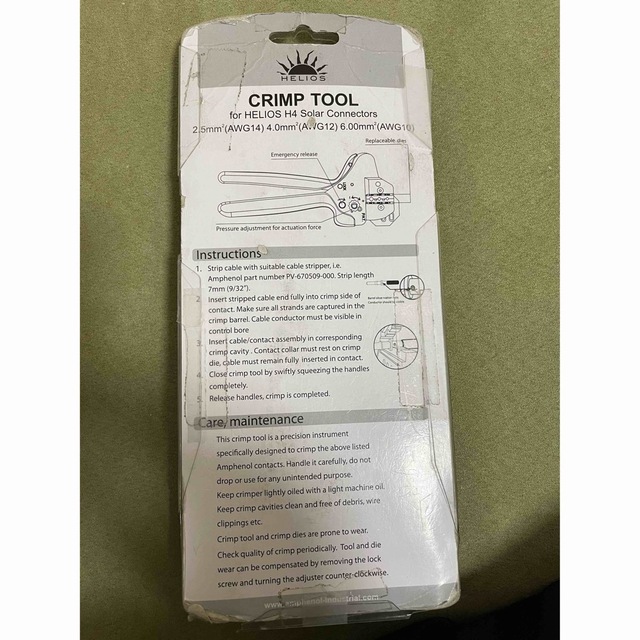 HELIOS
CRIMP TOOL
for HELIOS H4 Solar Connectors
2.5mm²(AWG14) 4.0mm²(AWG12) 6.00mm²(AWG10)
Replaceable dies
Emergency release
Pressure adjustment for actuation force
Instructions
1. Strip cable with suitable cable stripper, i.e.
Amphenol part number PV-670509-000. Strip length
7mm (9/32").
2. Insert stripped cable end fully into crimp side of
contact. Make sure all strands are captured in the
crimp barrel. Cable conductor must be visible in
control bore
3. Insert cable/contact assembly in corresponding
crimp cavity . Contact collar must rest on crimp
die, cable must remain fully inserted in contact.
4. Close crimp tool by swiftly squeezing the handles
completely.
5. Release handles, crimp is completed.
Care, maintenance
This crimp tool is a precision instrument
specifically designed to crimp the above listed
Amphenol contacts. Handle it carefully, do not
drop or use for any unintended purpose.
Keep crimper lightly oiled with a light machine oil.
Keep crimp cavities clean and free of debris, wire
clippings etc.
Crimp tool and crimp dies are prone to wear.
Check quality of crimp periodically. Tool and die
wear can be compensated by removing the lock
screw and turning the adjuster counter-clockwise.
www.amphenol-industrial.com